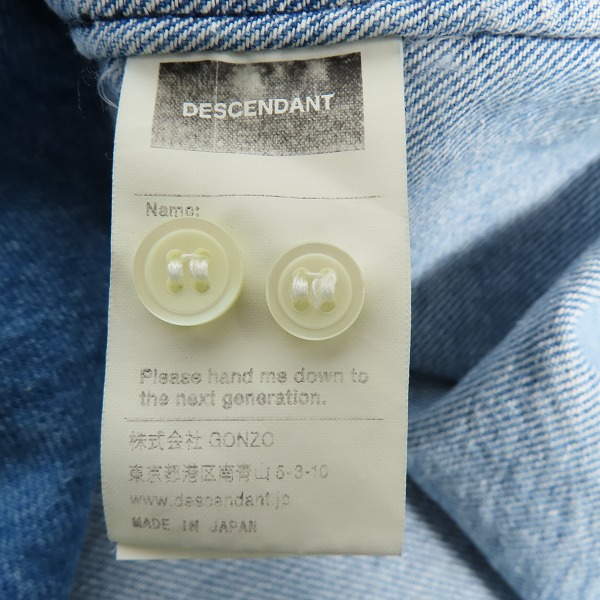 DESCENDANT
Name:
Please hand me down to
the next generation.
株式会社 GONZO
東京都港区南青山 5-3-10
www.descendant.jp
MADE IN JAPAN